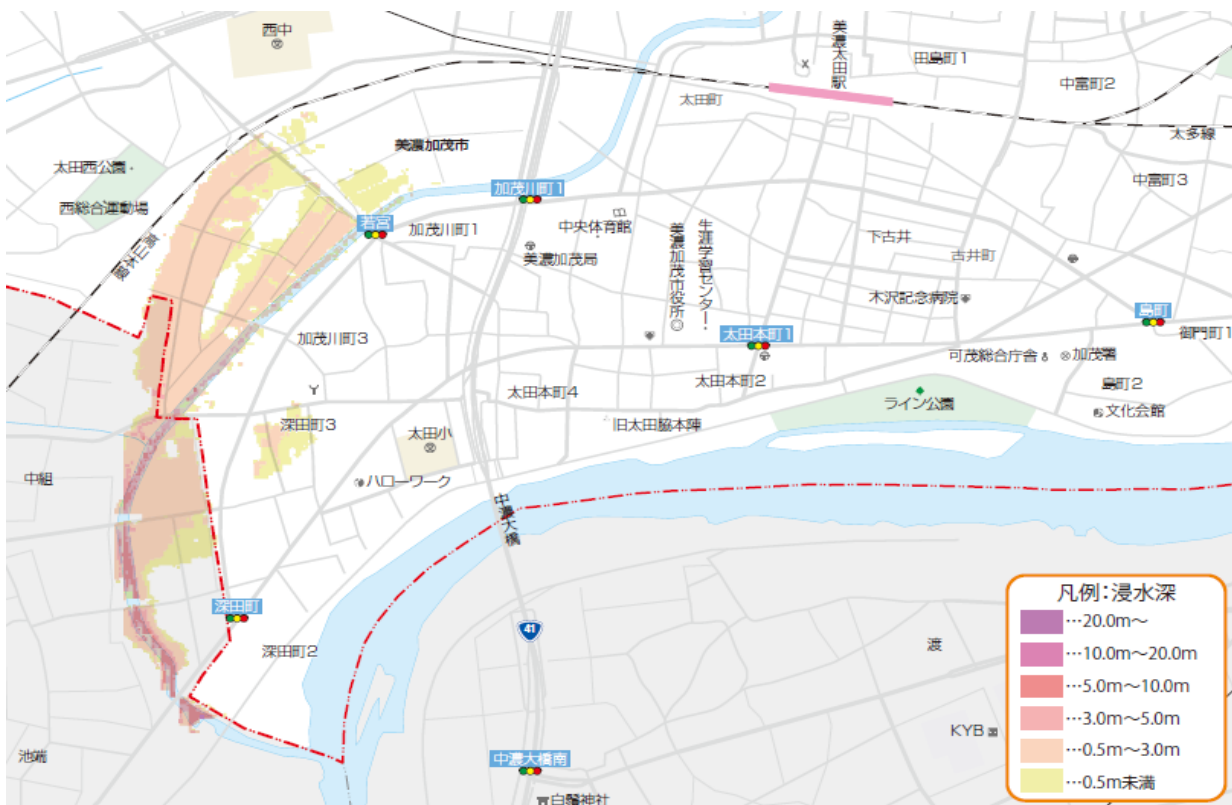 西中
美濃太田駅
田島町1
中富町2
太田町
太多線
美濃加茂市
太田西公園・
西総合運動場
中富町3
加茂川町1
若宮
加茂川町1
中央体育館
美濃加茂局
生涯学習センター・
美濃加茂市役所◎
下古井
古井町
高山本線
木沢記念病院
島町
御門町1
加茂川町3
太田本町1
可茂総合庁舎
加茂署
太田本町4
太田本町2
島町2
ライン公園
文化会館
深田町3
太田小
旧太田脇本陣
中組
ハローワーク
中濃大橋
深田町
41
深田町2
渡
KYB
池端
中濃大橋南
白鬚神社
凡例:浸水深
…20.0m~
…10.0m~20.0m
…5.0m~10.0m
…3.0m~5.0m
…0.5m~3.0m
…0.5m未満